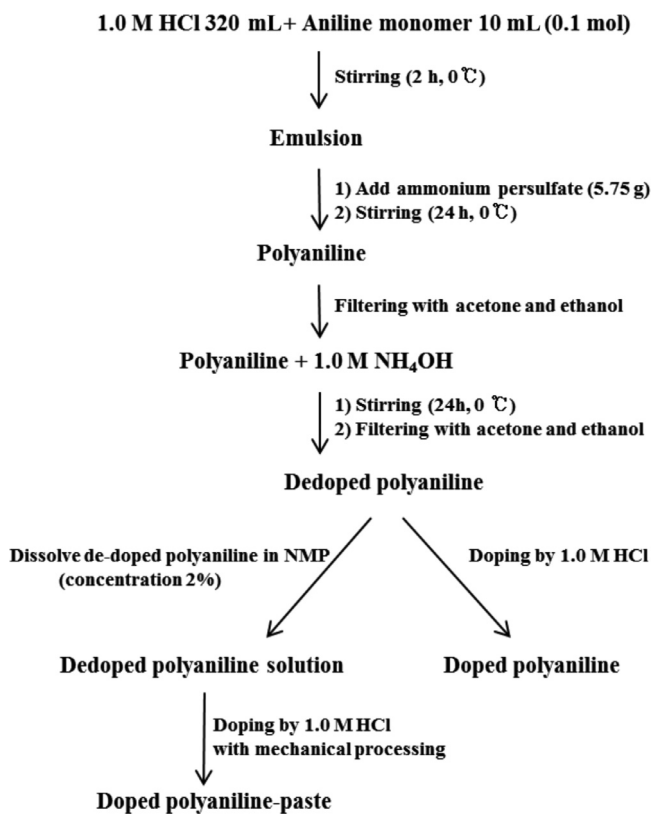 1.0 M HCl 320 mL+ Aniline monomer 10 mL (0.1 mol)
Stirring (2 h, 0℃)
Emulsion
1) Add ammonium persulfate (5.75 g)
2) Stirring (24 h, 0℃)
Polyaniline
Filtering with acetone and ethanol
Polyaniline + 1.0 M NH₄OH
1) Stirring (24h, 0 ℃)
2) Filtering with acetone and ethanol
Dedoped polyaniline
Dissolve de-doped polyaniline in NMP
(concentration 2%)
Doping by 1.0 M HCl
Dedoped polyaniline solution
Doped polyaniline
Doping by 1.0 M HCl
with mechanical processing
Doped polyaniline-paste